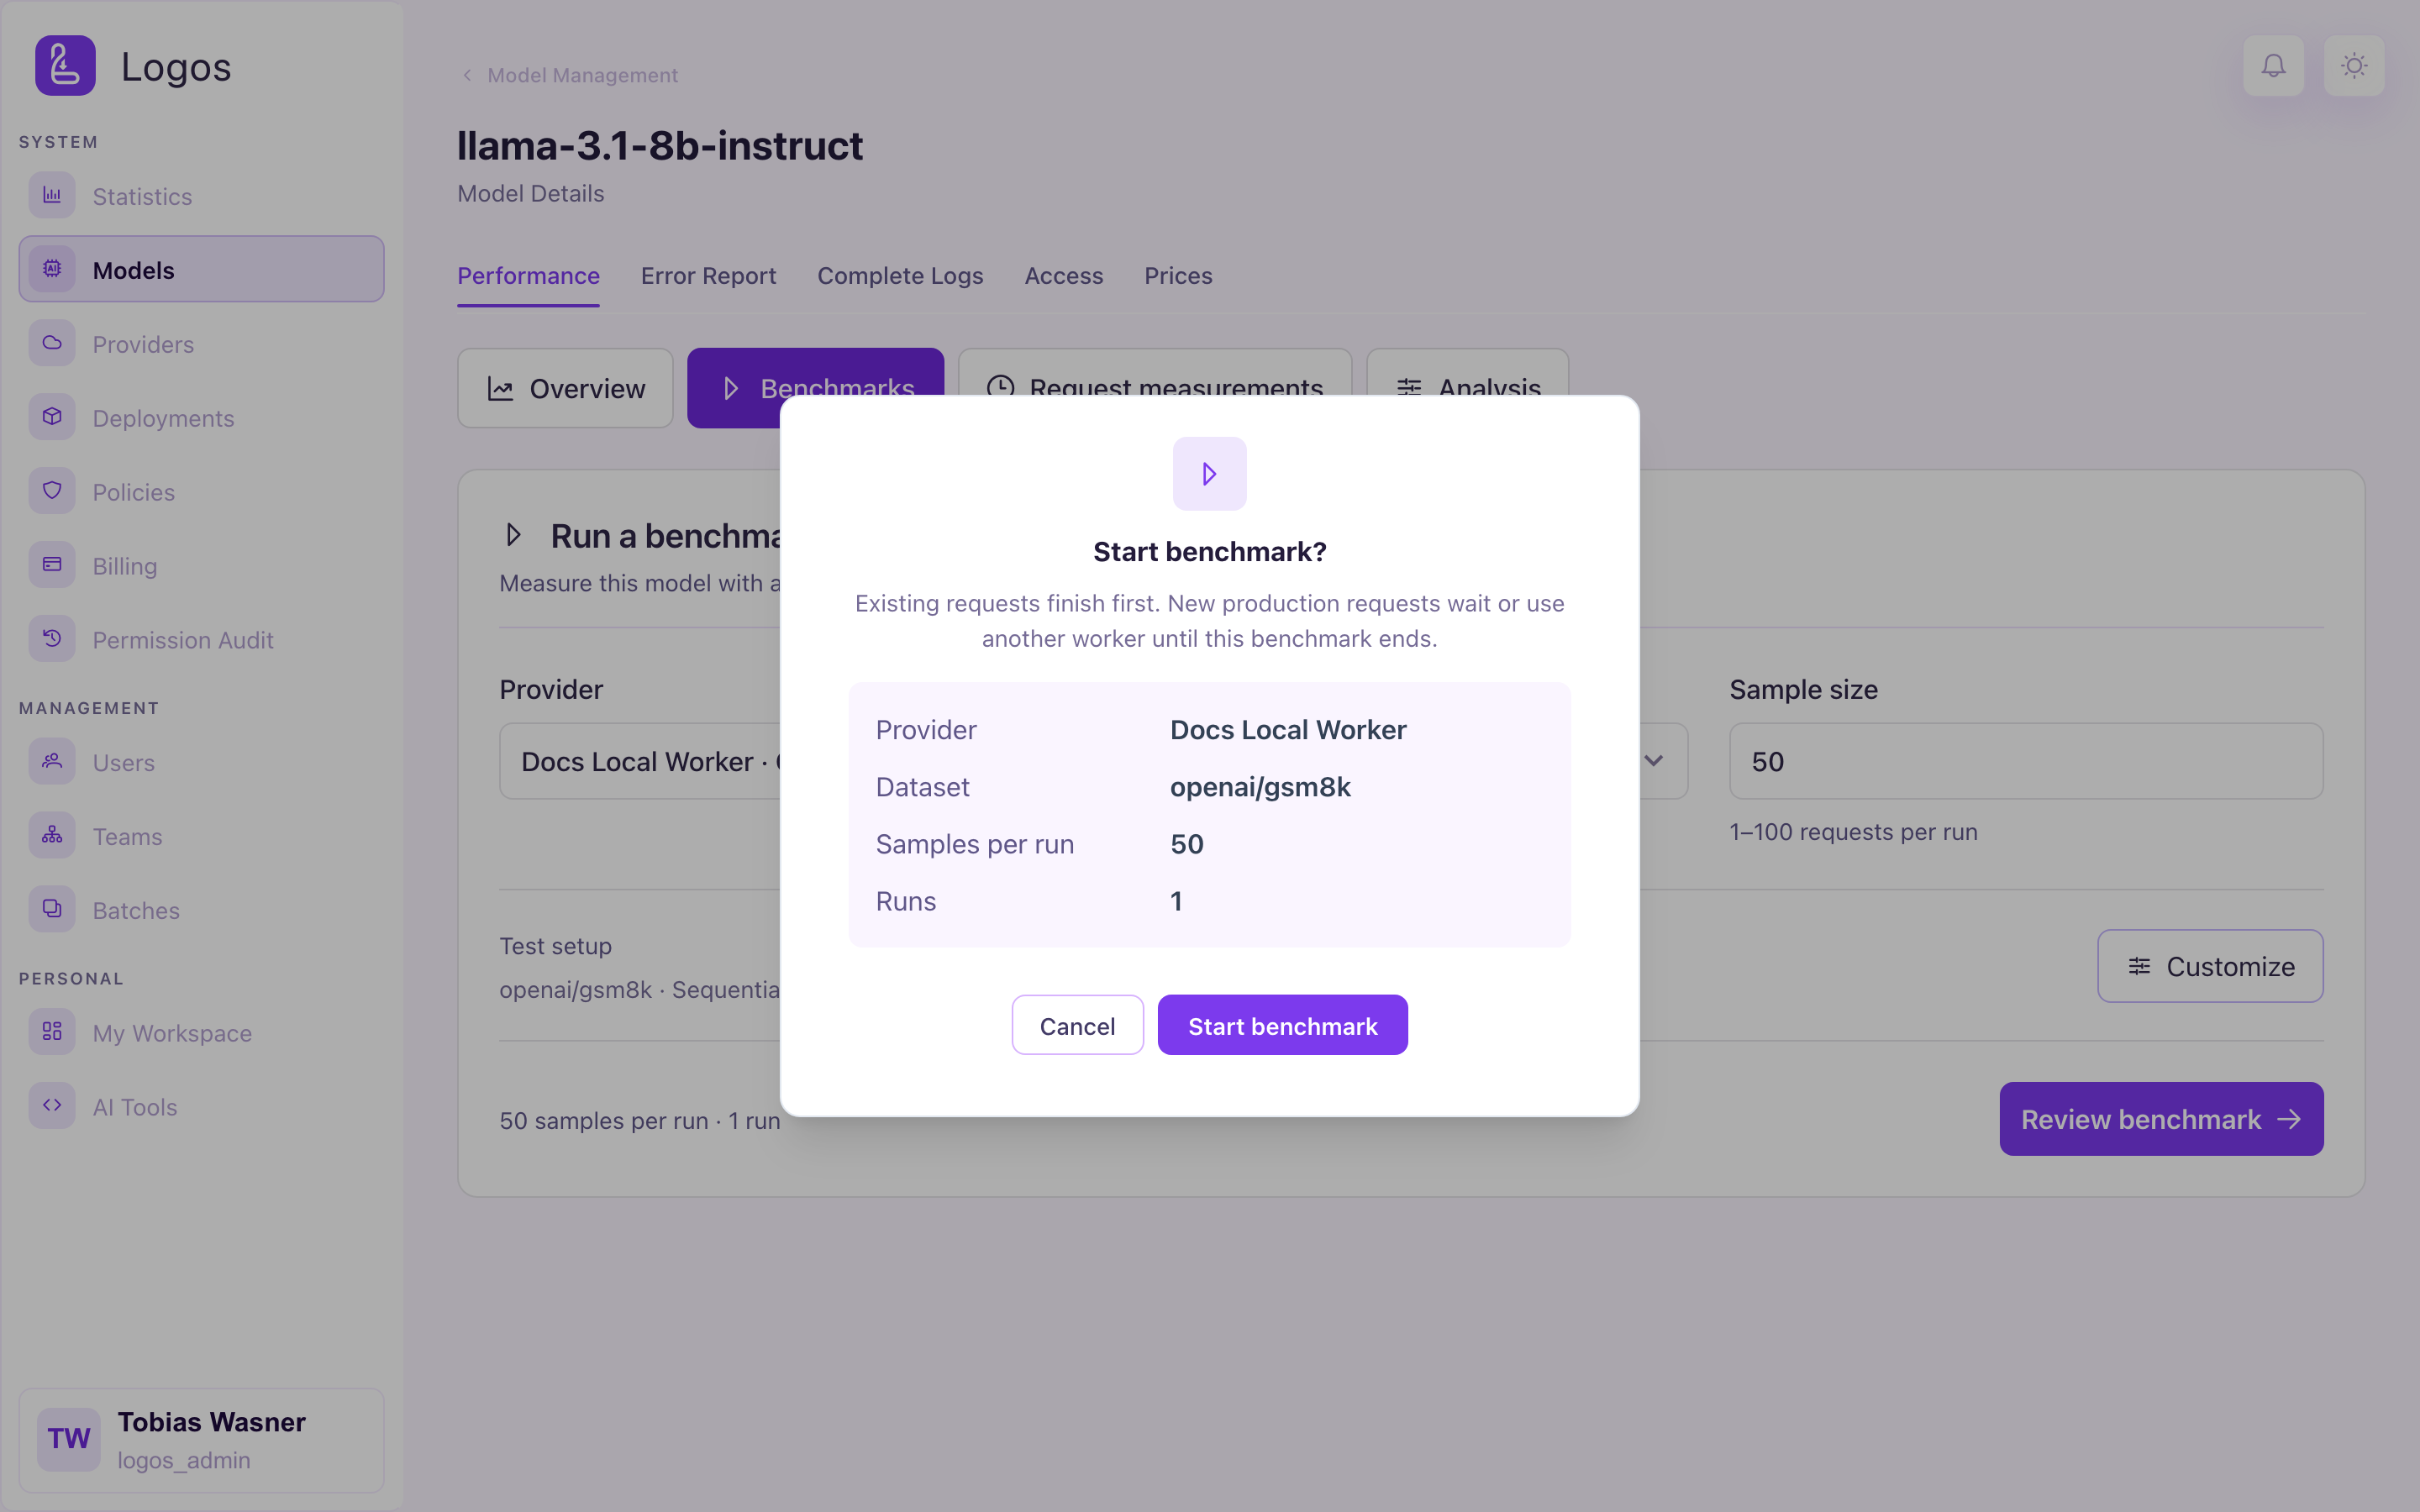 Logos
SYSTEM
Statistics
Models
Providers
Deployments
Policies
Billing
Permission Audit
MANAGEMENT
Users
Teams
Batches
PERSONAL
My Workspace
AI Tools
TW
Tobias Wasner
logos_admin
Model Management
llama-3.1-8b-instruct
Model Details
Performance Error Report Complete Logs Access Prices
Overview Benchmarks Request measurements Analysis
Run a
Measure this model with
Provider
Docs Local Worker ·
Sample size
50
1–100 requests per run
Test setup
openai/gsm8k ·
Customize
50 samples per run · 1 run
Review benchmark
Start benchmark?
Existing requests finish first. New production requests wait or use
another worker until this benchmark ends.
Provider Docs Local Worker
Dataset openai/gsm8k
Samples per run 50
Runs 1
Cancel Start benchmark